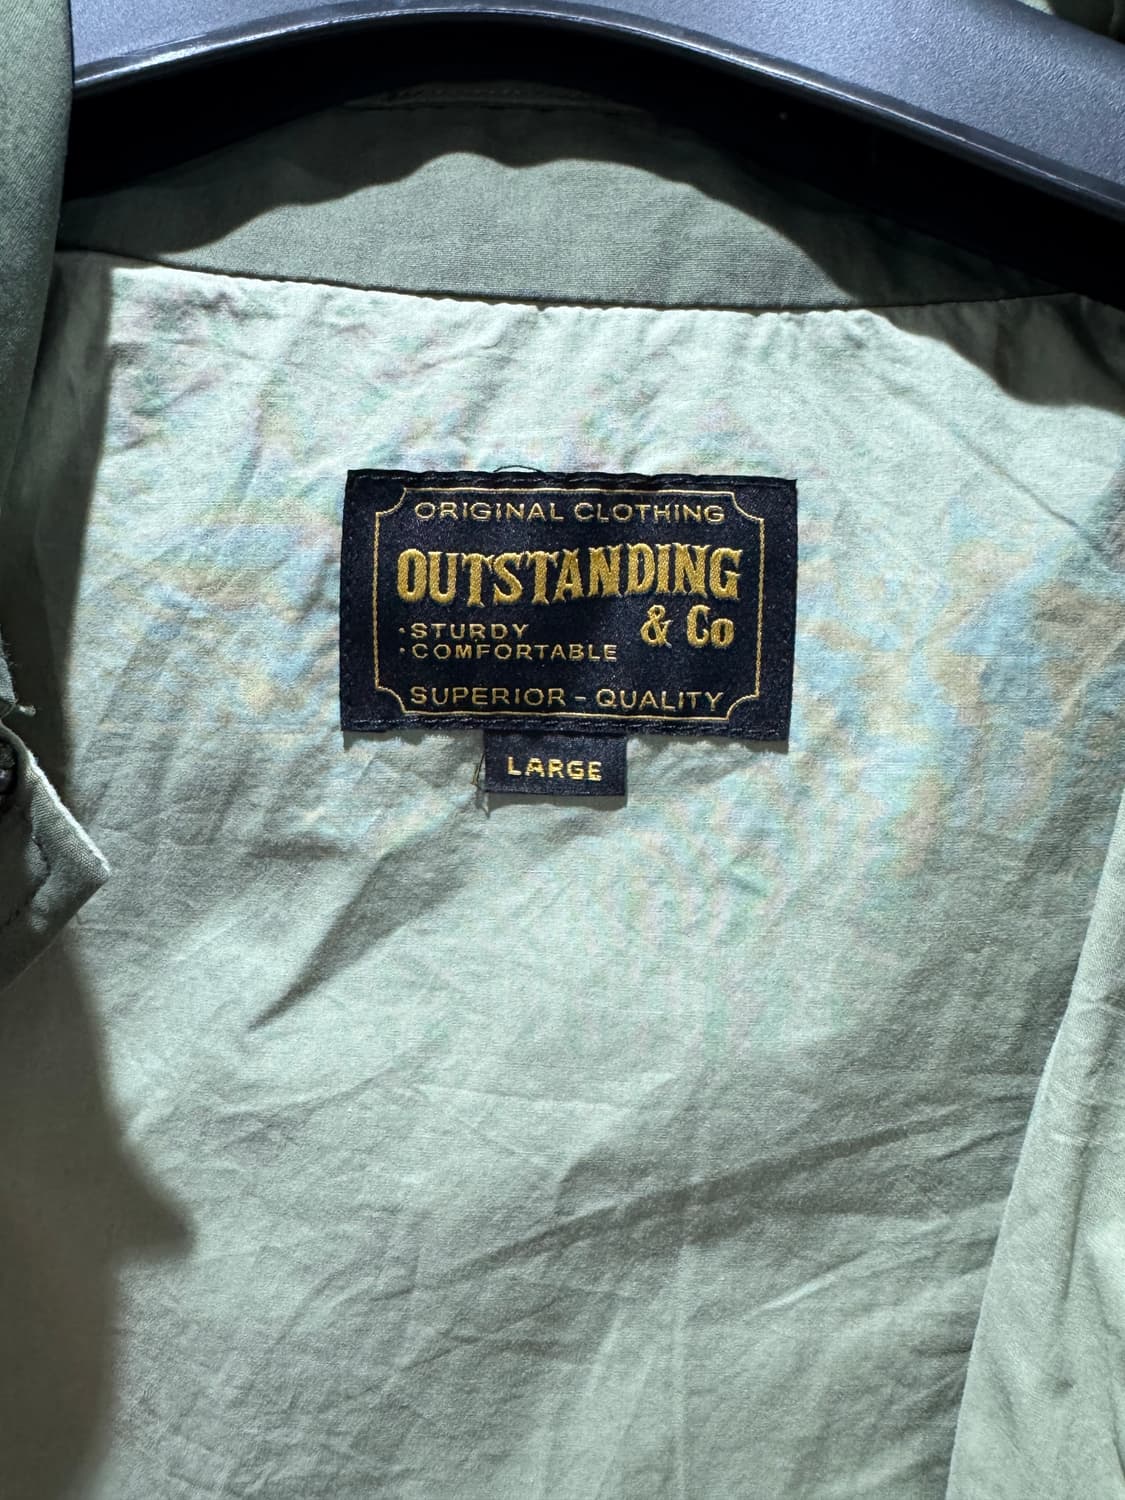 ORIGINAL CLOTHING
OUTSTANDING
& Co
·STURDY
·COMFORTABLE
SUPERIOR-QUALITY
LARGE